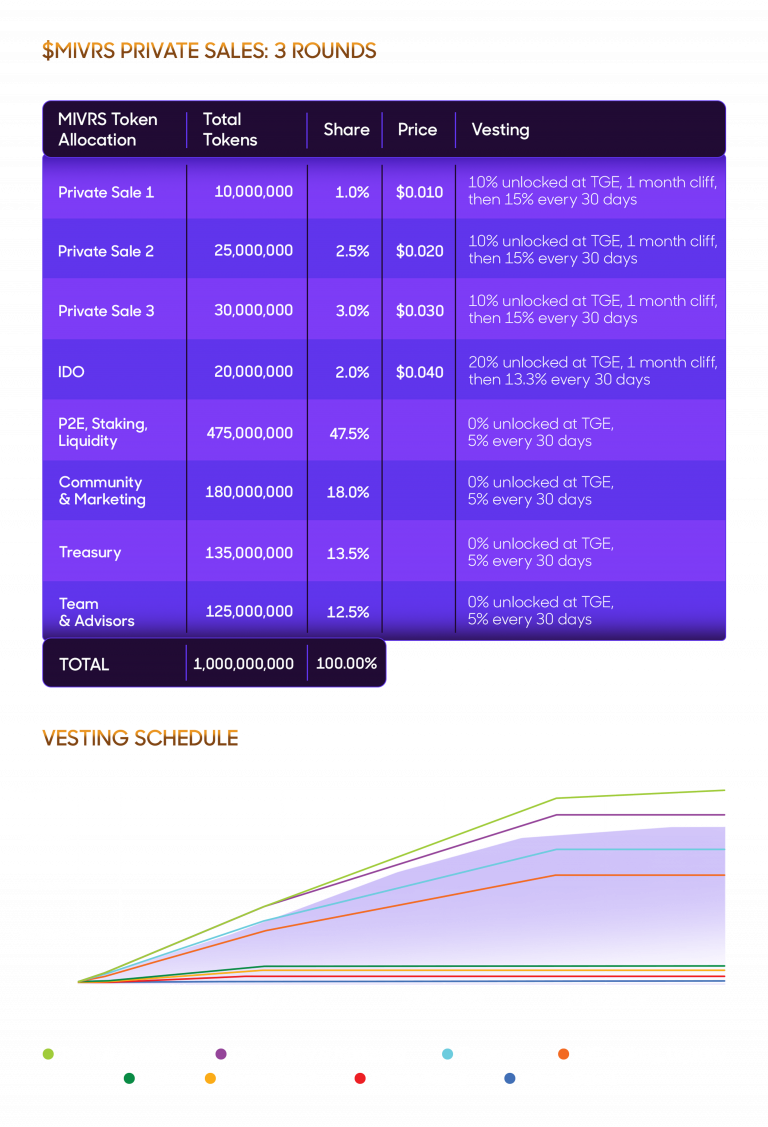 $MIVRS PRIVATE SALES: 3 ROUNDS
MIVRS Token Allocation Total Tokens Share Price Vesting
Private Sale 1 10,000,000 1.0% $0.010 10% unlocked at TGE, 1 month cliff,
then 15% every 30 days
Private Sale 2 25,000,000 2.5% $0.020 10% unlocked at TGE, 1 month cliff,
then 15% every 30 days
Private Sale 3 30,000,000 3.0% $0.030 10% unlocked at TGE, 1 month cliff,
then 15% every 30 days
IDO 20,000,000 2.0% $0.040 20% unlocked at TGE, 1 month cliff,
then 13.3% every 30 days
P2E, Staking,
Liquidity 475,000,000 47.5% 0% unlocked at TGE,
5% every 30 days
Community
& Marketing 180,000,000 18.0% 0% unlocked at TGE,
5% every 30 days
Treasury 135,000,000 13.5% 0% unlocked at TGE,
5% every 30 days
Team
& Advisors 125,000,000 12.5% 0% unlocked at TGE,
5% every 30 days
TOTAL 1,000,000,000 100.00%
VESTING SCHEDULE